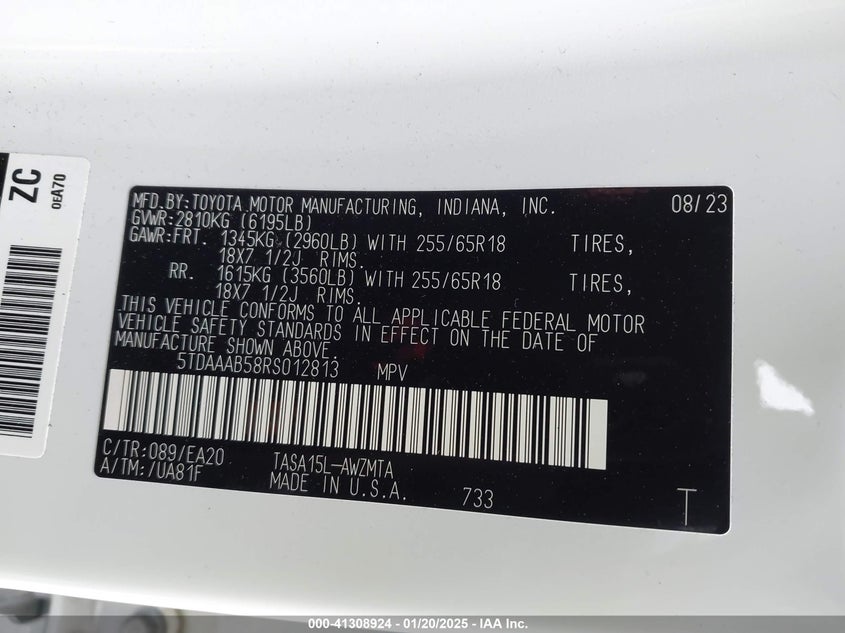 ZC
0EA70
MFD.BY:TOYOTA MOTOR MANUFACTURING, INDIANA, INC. 08/23
GVWR:2810KG (6195LB)
GAWR:FRT. 1345KG (2960LB) WITH 255/65R18 TIRES,
18X7 1/2J RIMS.
RR. 1615KG (3560LB) WITH 255/65R18 TIRES,
18X7 1/2J RIMS.
THIS VEHICLE CONFORMS TO ALL APPLICABLE FEDERAL MOTOR
VEHICLE SAFETY STANDARDS IN EFFECT ON THE DATE OF
MANUFACTURE SHOWN ABOVE.
5TDAAAB58RS012813 MPV
C/TR:089/EA20 TASA15L-AWZMTA
A/TM:/UA81F MADE IN U.S.A. 733 T
000-41308924 - 01/20/2025 - IAA Inc.